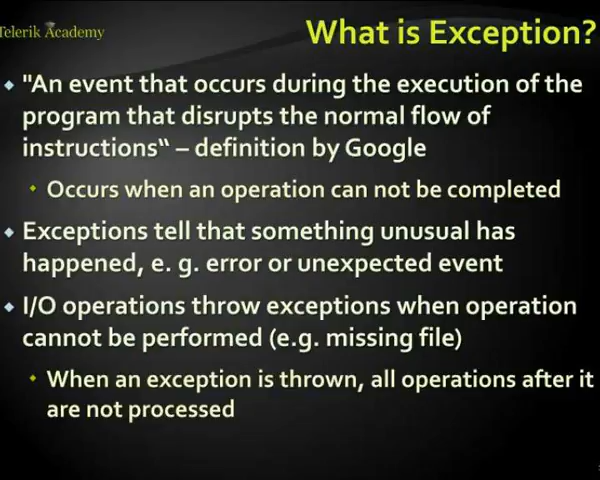 Telerik Academy
What is Exception?
"An event that occurs during the execution of the
program that disrupts the normal flow of
instructions“ – definition by Google
Occurs when an operation can not be completed
Exceptions tell that something unusual has
happened, e. g. error or unexpected event
I/O operations throw exceptions when operation
cannot be performed (e.g. missing file)
When an exception is thrown, all operations after it
are not processed